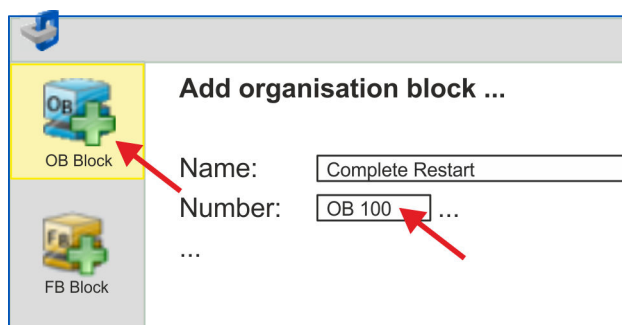 Add organisation block ...
OB
OB Block
Name: Complete Restart
Number: OB 100 ...
...
FB
FB Block